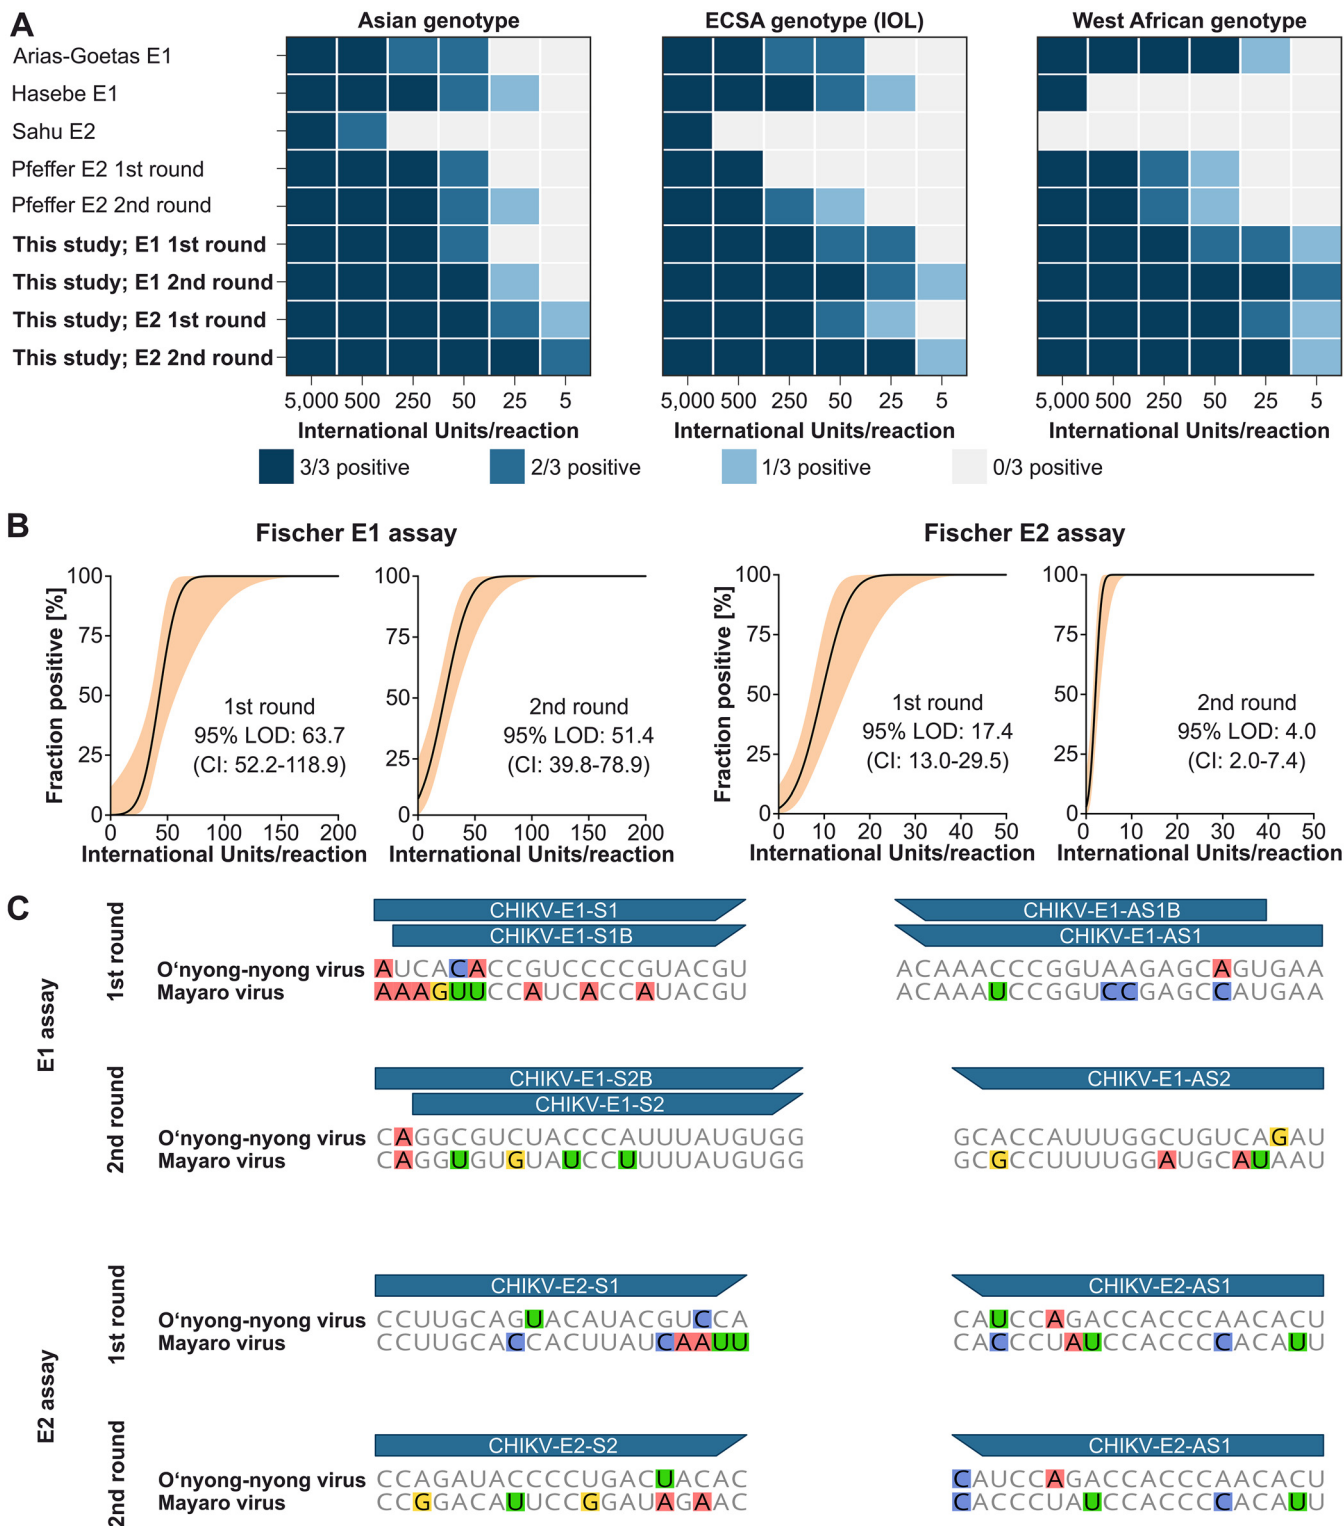 A
Asian genotype
ECSA genotype (IOL)
West African genotype
Arias-Goetas E1
Hasebe E1
Sahu E2
Pfeffer E2 1st round
Pfeffer E2 2nd round
This study; E1 1st round
This study; E1 2nd round
This study; E2 1st round
This study; E2 2nd round
5,000 500 250 50 25 5
5,000 500 250 50 25 5
5,000 500 250 50 25 5
International Units/reaction
International Units/reaction
International Units/reaction
3/3 positive
2/3 positive
1/3 positive
0/3 positive
B
Fischer E1 assay
Fischer E2 assay
Fraction positive [%]
100
75
50
25
0
1st round
95% LOD: 63.7
(CI: 52.2-118.9)
0 50 100 150 200
International Units/reaction
100
75
50
25
0
2nd round
95% LOD: 51.4
(CI: 39.8-78.9)
0 50 100 150 200
International Units/reaction
Fraction positive [%]
100
75
50
25
0
1st round
95% LOD: 17.4
(CI: 13.0-29.5)
0 10 20 30 40 50
International Units/reaction
100
75
50
25
0
2nd round
95% LOD: 4.0
(CI: 2.0-7.4)
0 10 20 30 40 50
International Units/reaction
C
E1 assay
1st round
CHIKV-E1-S1
CHIKV-E1-AS1B
CHIKV-E1-S1B
CHIKV-E1-AS1
O‘nyong-nyong virus AUCACACCGUCCCCGUACGU ACAAACCCGGUAAGAGCAGUGAA
Mayaro virus AAAGUUCCAUCACCAUACGU ACAAAUCCGGUCCGAGCCAUGAA
2nd round
CHIKV-E1-S2B
CHIKV-E1-AS2
CHIKV-E1-S2
O‘nyong-nyong virus CAGGCGUCUACCCAUUUAUGUGG GCACCAUUUGGCUGUCAGAU
Mayaro virus CAGGUGUGUAUCCUUUUAUGUGG GCGCCUUUUGGAUGCAUAAU
E2 assay
1st round
CHIKV-E2-S1
CHIKV-E2-AS1
O‘nyong-nyong virus CCUUGCAGUACAUACGUCCA CAUCCAGACCACCCAACACU
Mayaro virus CCUUGCACCACUUAUCAAUU CACCUAUCCACCCCACAUU
2nd round
CHIKV-E2-S2
CHIKV-E2-AS1
O‘nyong-nyong virus CCAGAUACCCCUGACUACAC CAUCCAGACCACCCAACACU
Mayaro virus CCGGACAUUCCGGAUAGAAC CACCCUAUCCACCCCACAUU